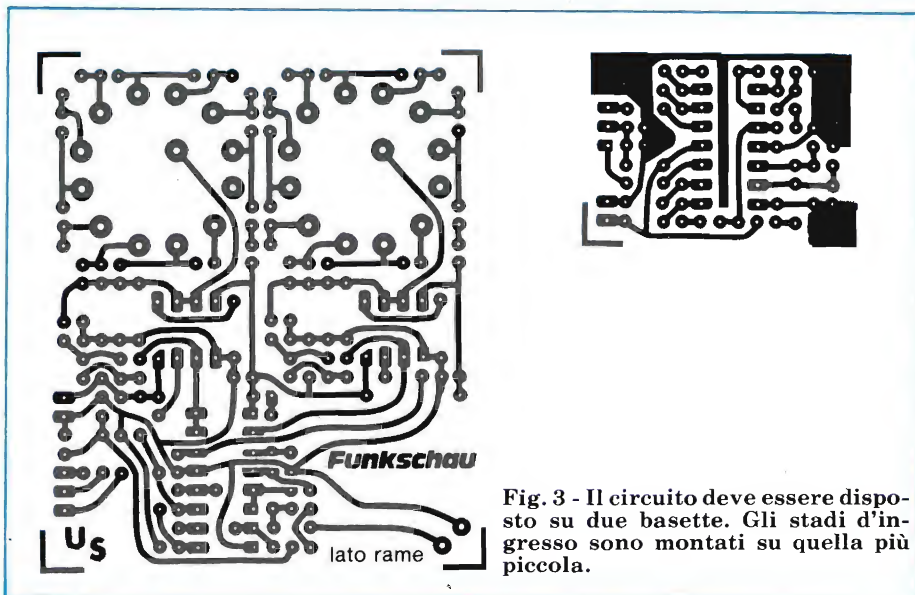 Funkschau
US
lato rame
Fig. 3 - Il circuito deve essere dispo-
sto su due basette. Gli stadi d'in-
gresso sono montati su quella più
piccola.